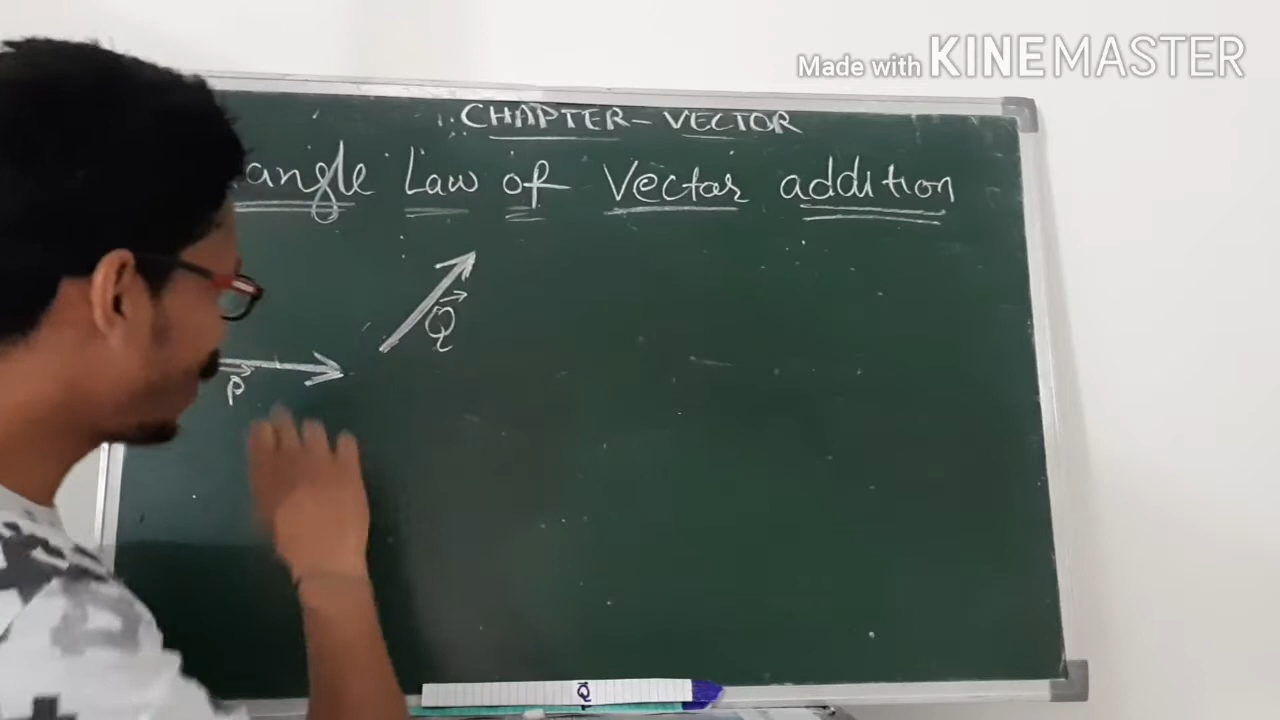 Made with KINEMASTER
CHAPTER - VECTOR
angle Law of Vector addition
Q
P
Q